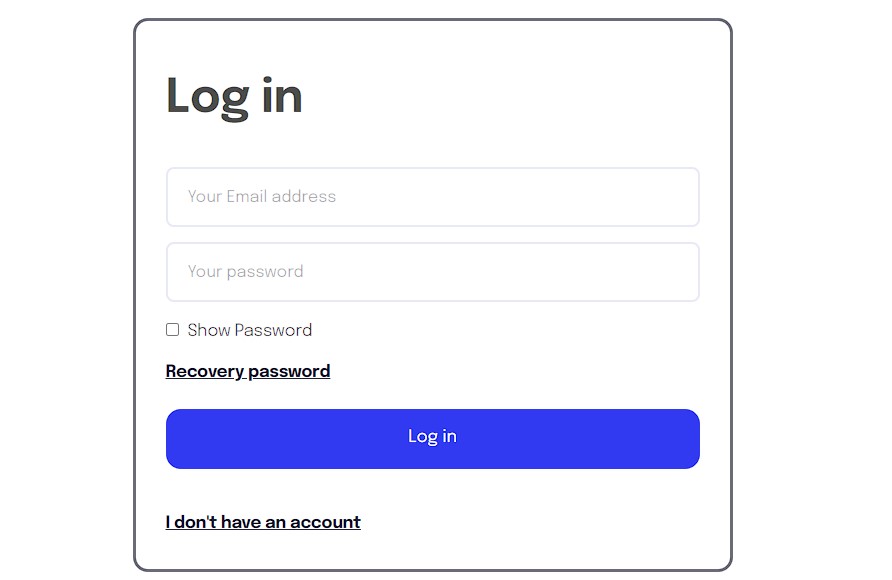 Log in
Your Email address
Your password
Show Password
Recovery password
Log in
I don't have an account